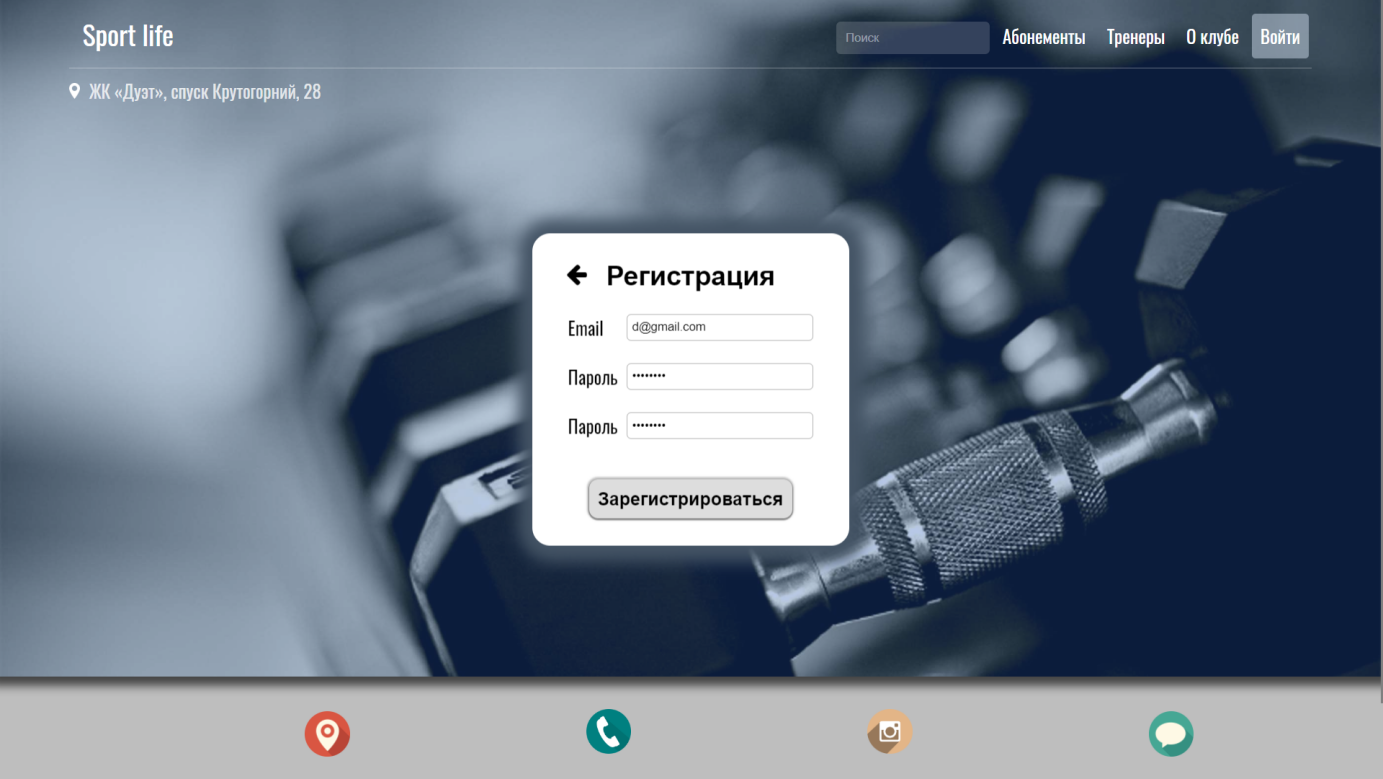 Sport life
Поиск
Абонементы
Тренеры
О клубе
Войти
ЖК «Дуэт», спуск Крутогорний, 28
Регистрация
Email
d@gmail.com
Пароль
••••••••
Пароль
••••••••
Зарегистрироваться